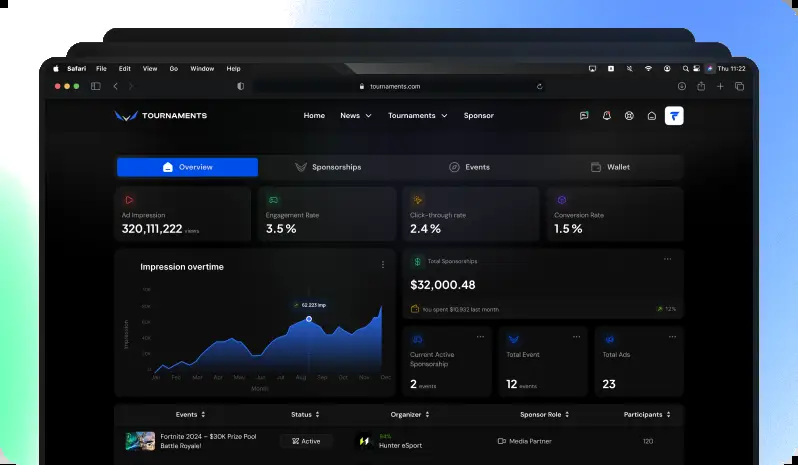 Safari File Edit View Go Window Help Thu 11:22
tournaments.com
TOURNAMENTS Home News Tournaments Sponsor
Overview Sponsorships Events Wallet
Ad Impression
320,111,222 views
Engagement Rate
3.5%
Click-through rate
2.4%
Conversion Rate
1.5%
Impression overtime
62,223 Imp
Impression
Jan Feb Mar Apr May Jun Jul Aug Sep Oct Nov Dec
Month
Total Sponsorships
$32,000.48
You spent $10,932 last month 12%
Current Active
Sponsorship
2 events
Total Event
12 events
Total Ads
23
Events Status Organizer Sponsor Role Participants
Fortnite 2024 – $30K Prize Pool
Battle Royale!
Active
94%
Hunter eSport
Media Partner
120